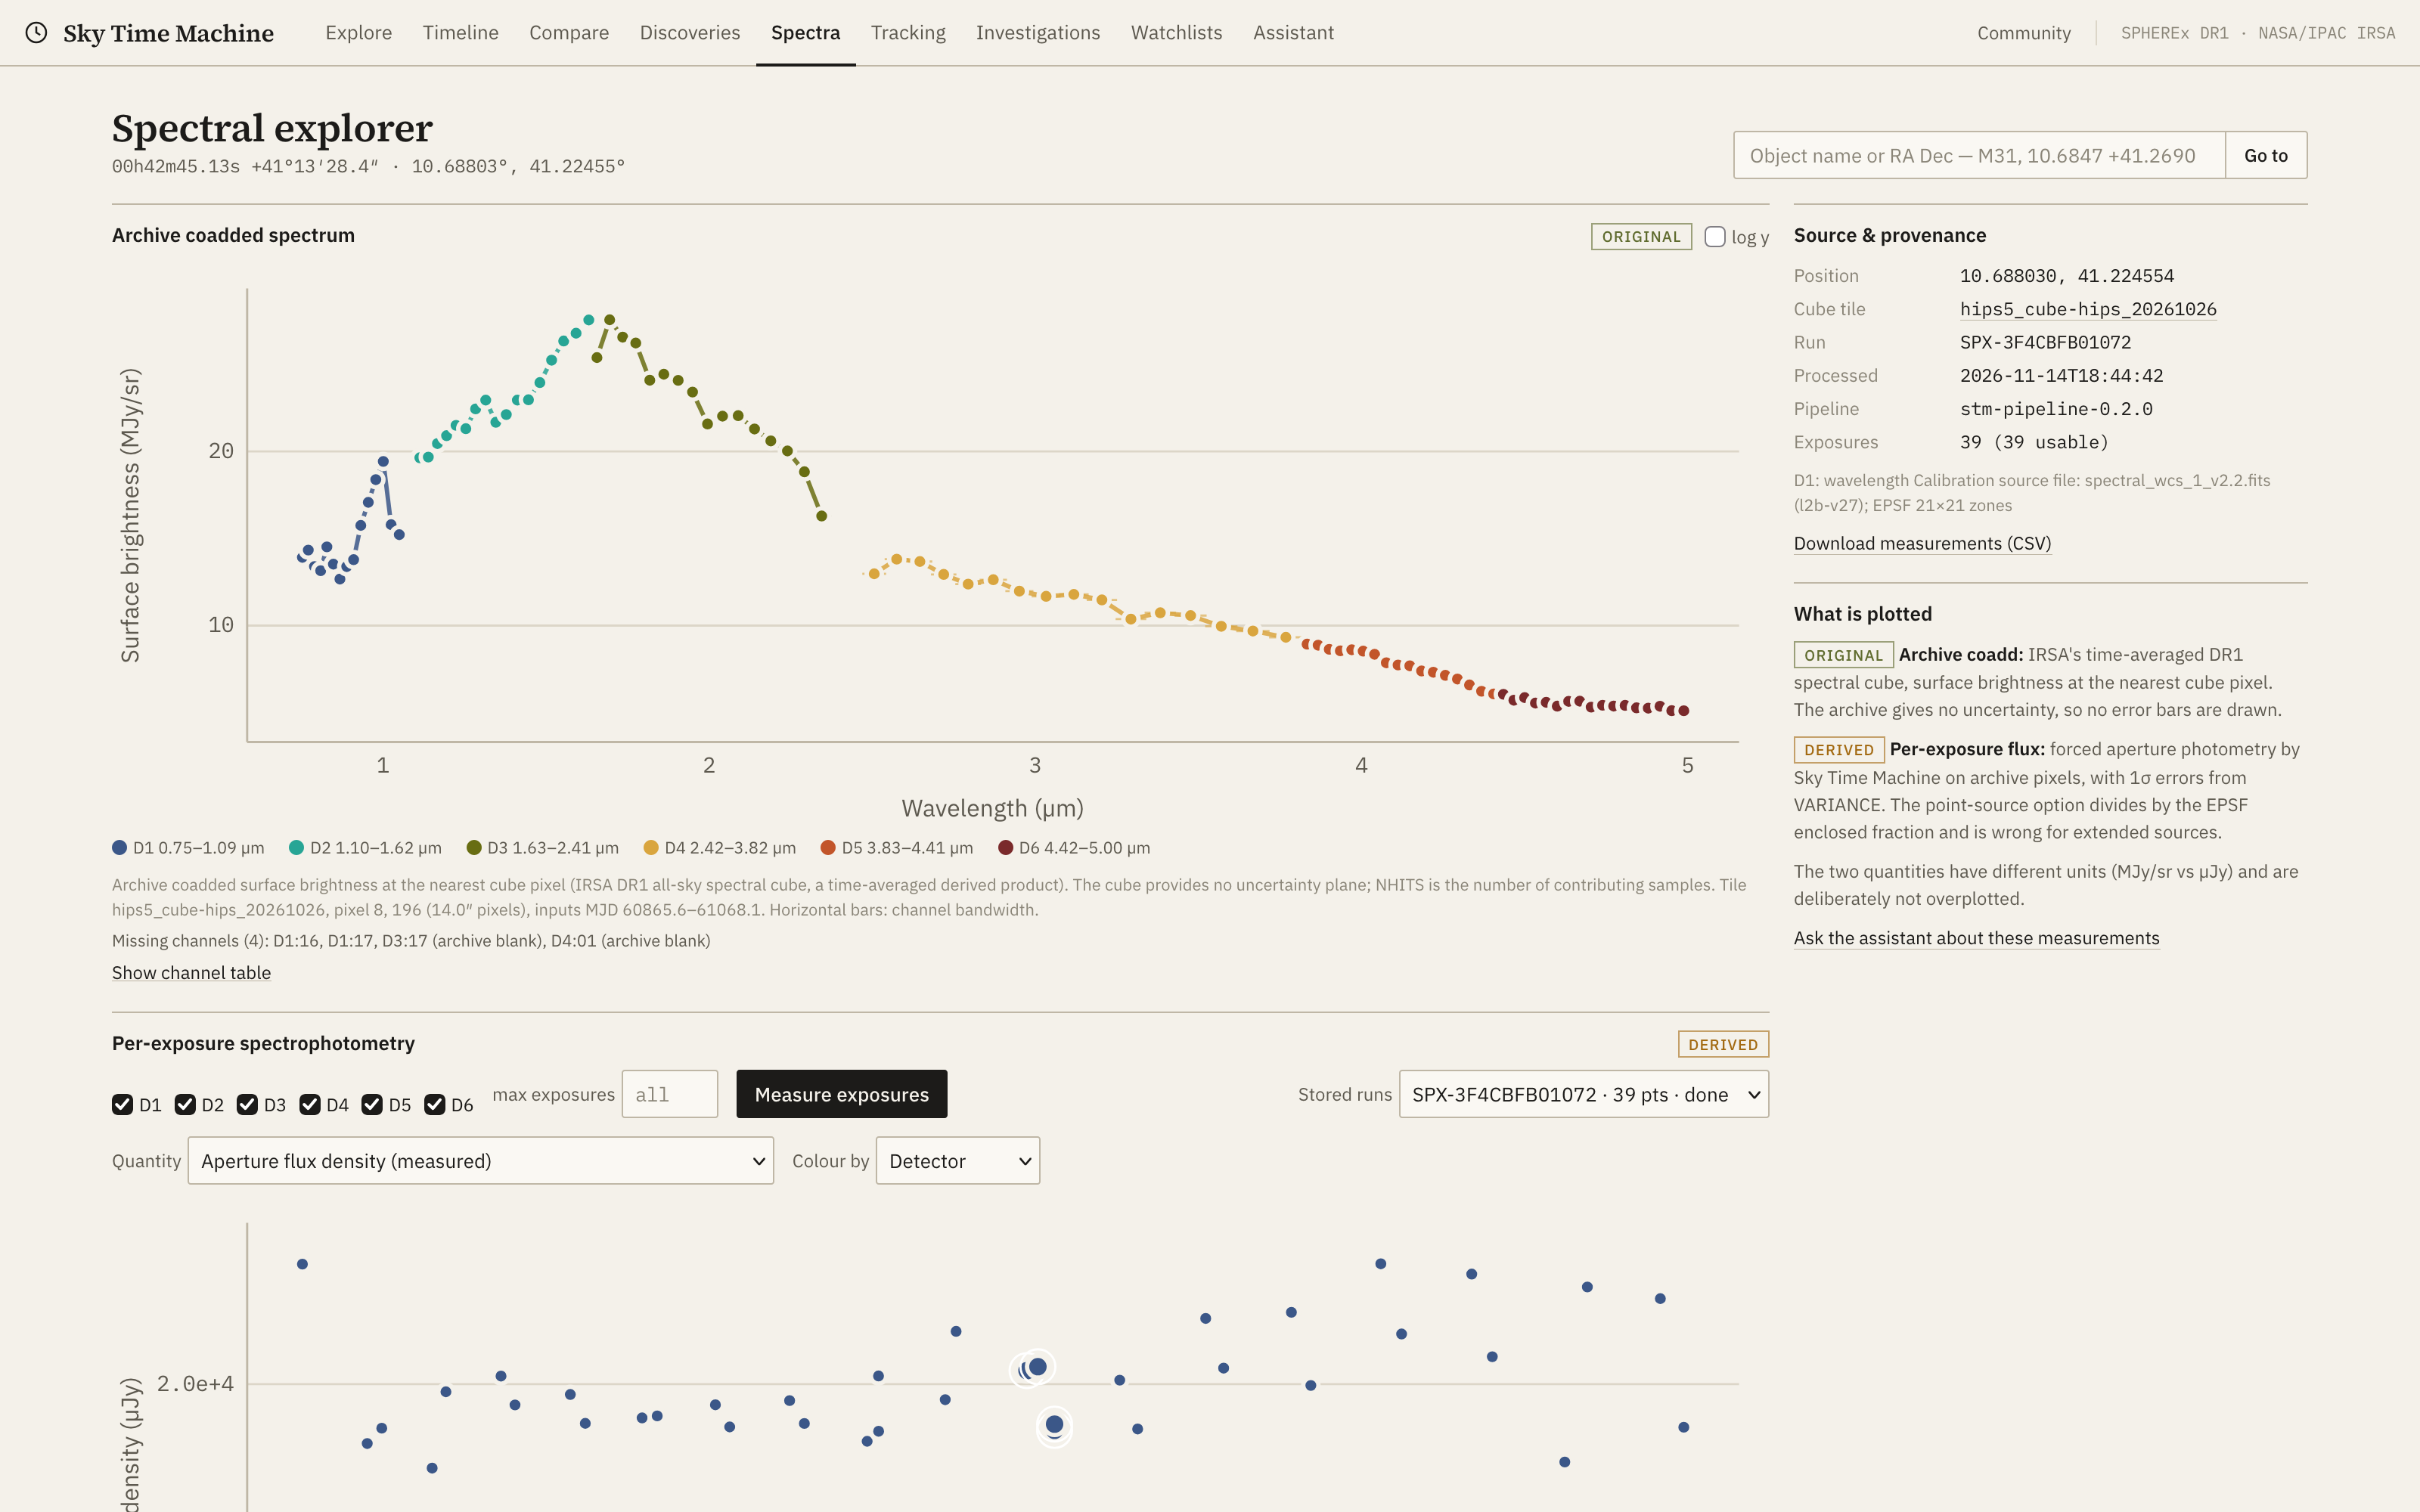 Sky Time Machine
Explore Timeline Compare Discoveries Spectra Tracking Investigations Watchlists Assistant
Community SPHEREx DR1 · NASA/IPAC IRSA
Spectral explorer
00h42m45.13s +41°13′28.4″ · 10.68803°, 41.22455°
Object name or RA Dec — M31, 10.6847 +41.2690 Go to
Archive coadded spectrum
ORIGINAL log y
Surface brightness (MJy/sr)
20
10
1 2 3 4 5
Wavelength (µm)
D1 0.75–1.09 µm D2 1.10–1.62 µm D3 1.63–2.41 µm D4 2.42–3.82 µm D5 3.83–4.41 µm D6 4.42–5.00 µm
Archive coadded surface brightness at the nearest cube pixel (IRSA DR1 all-sky spectral cube, a time-averaged derived product). The cube provides no uncertainty plane; NHITS is the number of contributing samples. Tile
hips5_cube-hips_20261026, pixel 8, 196 (14.0″ pixels), inputs MJD 60865.6–61068.1. Horizontal bars: channel bandwidth.
Missing channels (4): D1:16, D1:17, D3:17 (archive blank), D4:01 (archive blank)
Show channel table
Source & provenance
Position 10.688030, 41.224554
Cube tile hips5_cube-hips_20261026
Run SPX-3F4CBFB01072
Processed 2026-11-14T18:44:42
Pipeline stm-pipeline-0.2.0
Exposures 39 (39 usable)
D1: wavelength Calibration source file: spectral_wcs_1_v2.2.fits
(l2b-v27); EPSF 21×21 zones
Download measurements (CSV)
What is plotted
ORIGINAL Archive coadd: IRSA's time-averaged DR1
spectral cube, surface brightness at the nearest cube pixel.
The archive gives no uncertainty, so no error bars are drawn.
DERIVED Per-exposure flux: forced aperture photometry by
Sky Time Machine on archive pixels, with 1σ errors from
VARIANCE. The point-source option divides by the EPSF
enclosed fraction and is wrong for extended sources.
The two quantities have different units (MJy/sr vs µJy) and are
deliberately not overplotted.
Ask the assistant about these measurements
Per-exposure spectrophotometry
DERIVED
D1 D2 D3 D4 D5 D6 max exposures all Measure exposures
Stored runs SPX-3F4CBFB01072 · 39 pts · done
Quantity Aperture flux density (measured) Colour by Detector
2.0e+4
density (µJy)